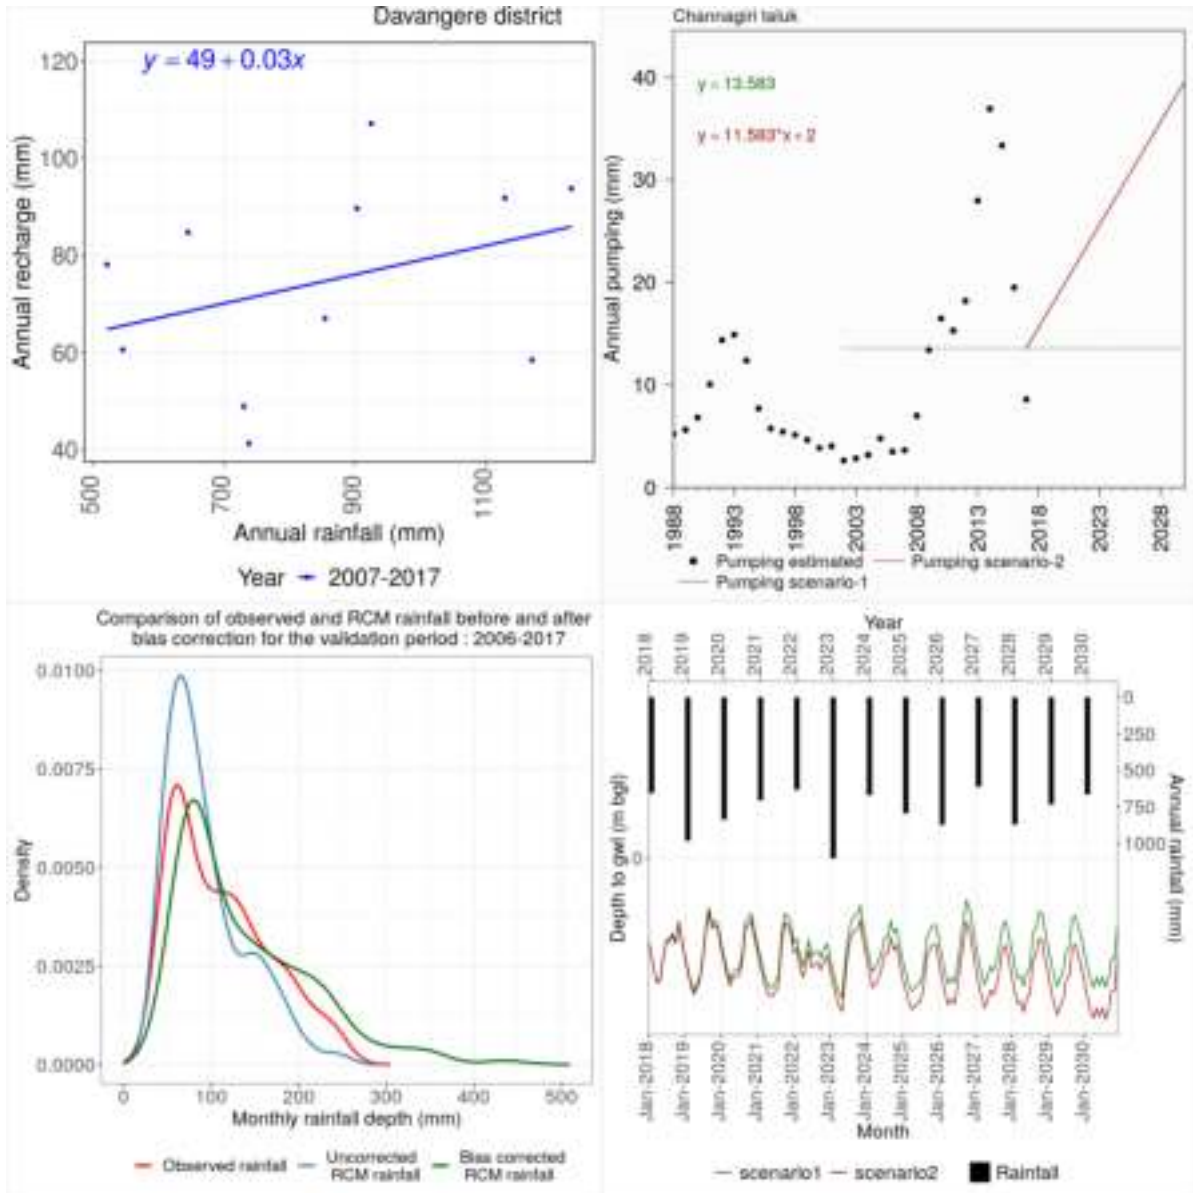 Davangere district
y = 49 + 0.03x
120
100
80
60
40
Annual recharge (mm)
500
700
900
1100
Annual rainfall (mm)
Year 2007-2017
Channagiri taluk
y = 13.583
y = 11.583*x + 2
40
30
20
10
0
Annual pumping (mm)
1988
1993
1998
2003
2008
2013
2018
2023
2028
Pumping estimated
Pumping scenario-2
Pumping scenario-1
Comparison of observed and RCM rainfall before and after
bias correction for the validation period : 2006-2017
0.0100
0.0075
0.0050
0.0025
0.0000
Density
0
100
200
300
400
500
Monthly rainfall depth (mm)
Observed rainfall
Uncorrected
RCM rainfall
Bias corrected
RCM rainfall
Year
2018
2019
2020
2021
2022
2023
2024
2025
2026
2027
2028
2029
2030
0
250
500
750
1000
Annual rainfall (mm)
Depth to gwl (m bgl)
Jan-2018
Jan-2019
Jan-2020
Jan-2021
Jan-2022
Jan-2023
Jan-2024
Jan-2025
Jan-2026
Jan-2027
Jan-2028
Jan-2029
Jan-2030
Month
scenario1
scenario2
Rainfall